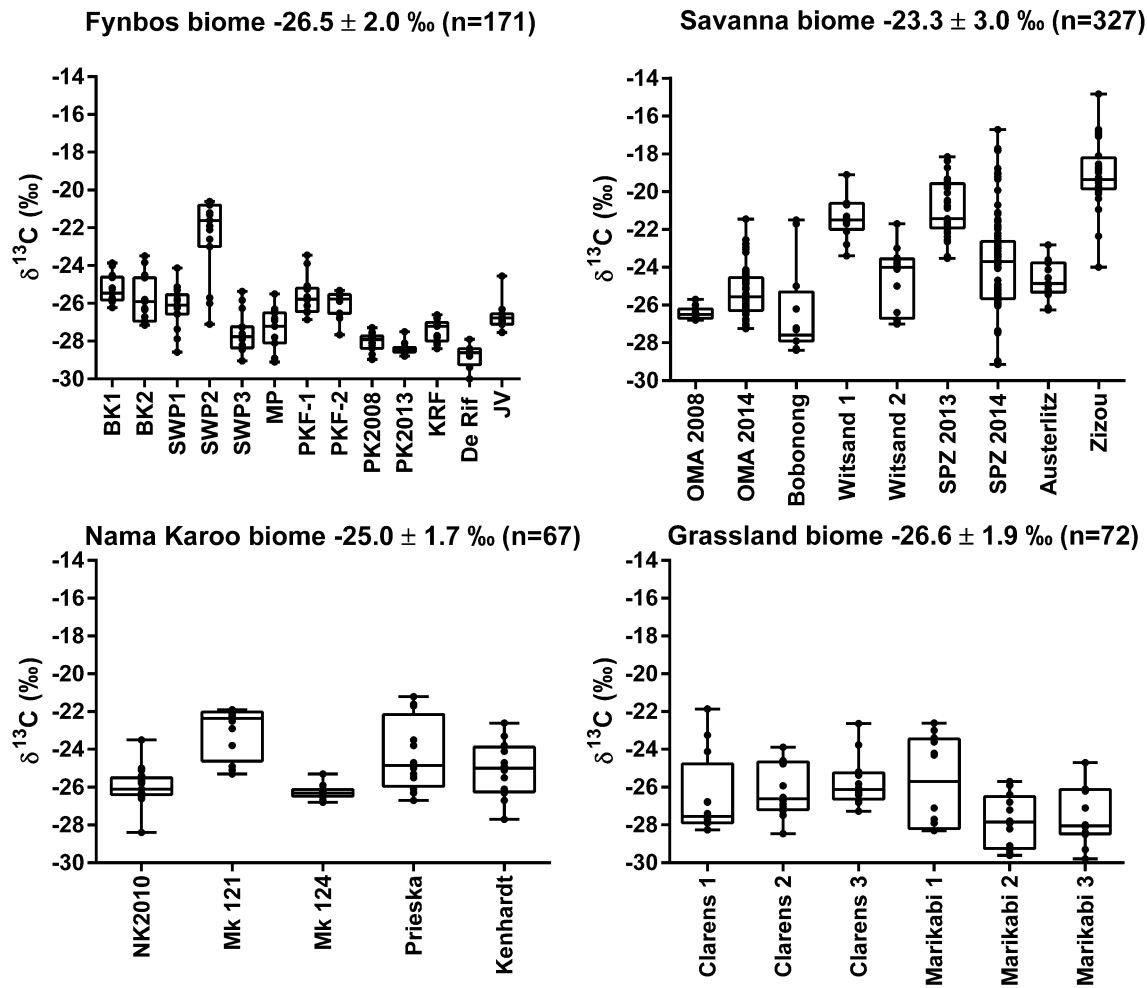 Fynbos biome -26.5 ± 2.0 ‰ (n=171)
δ ¹³C (‰)
-14
-16
-18
-20
-22
-24
-26
-28
-30
BK1
BK2
SWP1
SWP2
SWP3
MP
PKF-1
PKF-2
PK2008
PK2013
KRF
De Rif
JV
Savanna biome -23.3 ± 3.0 ‰ (n=327)
δ ¹³C (‰)
-14
-16
-18
-20
-22
-24
-26
-28
-30
OMA 2008
OMA 2014
Bobonong
Witsand 1
Witsand 2
SPZ 2013
SPZ 2014
Austerlitz
Zizou
Nama Karoo biome -25.0 ± 1.7 ‰ (n=67)
δ ¹³C (‰)
-14
-16
-18
-20
-22
-24
-26
-28
-30
NK2010
Mk 121
Mk 124
Prieska
Kenhardt
Grassland biome -26.6 ± 1.9 ‰ (n=72)
δ ¹³C (‰)
-14
-16
-18
-20
-22
-24
-26
-28
-30
Clarens 1
Clarens 2
Clarens 3
Marikabi 1
Marikabi 2
Marikabi 3